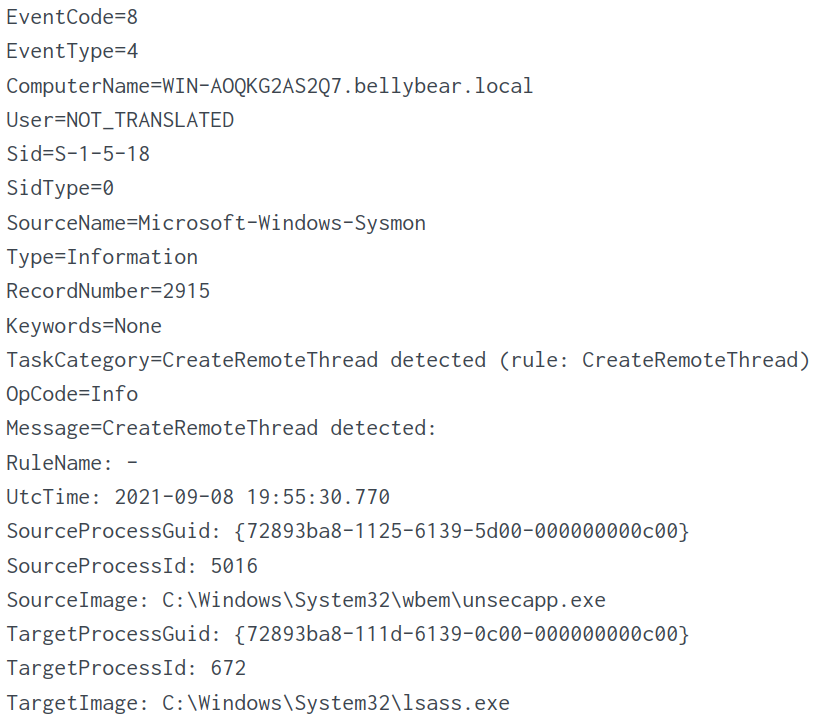 EventCode=8
EventType=4
ComputerName=WIN-AOQKG2AS2Q7.bellybear.local
User=NOT_TRANSLATED
Sid=S-1-5-18
SidType=0
SourceName=Microsoft-Windows-Sysmon
Type=Information
RecordNumber=2915
Keywords=None
TaskCategory=CreateRemoteThread detected (rule: CreateRemoteThread)
OpCode=Info
Message=CreateRemoteThread detected:
RuleName: -
UtcTime: 2021-09-08 19:55:30.770
SourceProcessGuid: {72893ba8-1125-6139-5d00-000000000c00}
SourceProcessId: 5016
SourceImage: C:\Windows\System32\wbem\unsecapp.exe
TargetProcessGuid: {72893ba8-111d-6139-0c00-000000000c00}
TargetProcessId: 672
TargetImage: C:\Windows\System32\lsass.exe